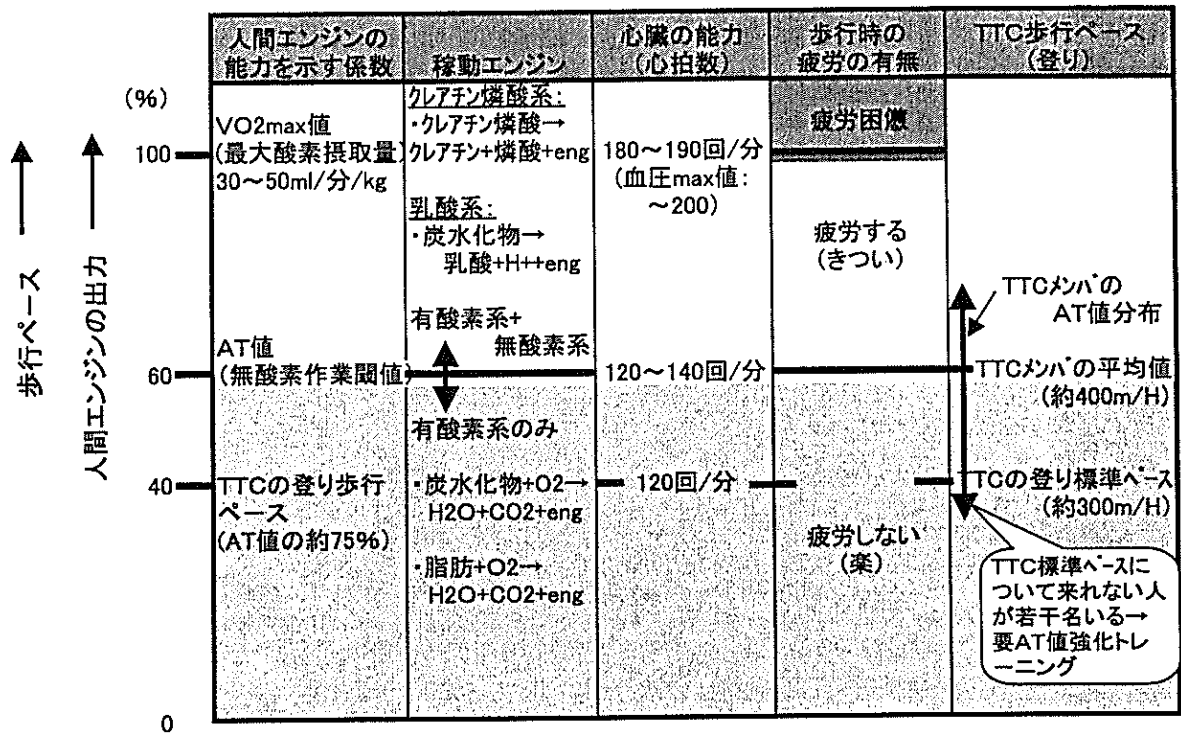 人間エンジンの
能力を示す係数
稼動エンジン
心臓の能力
(心拍数)
歩行時の
疲労の有無
TTC歩行ペース
(登り)
(%)
100
60
40
0
歩行ペース
人間エンジンの出力
VO2max値
(最大酸素摂取量)
30～50ml/分/kg
AT値
(無酸素作業閾値)
TTCの登り歩行
ペース
(AT値の約75%)
クレアチン燐酸系:
・クレアチン燐酸→
クレアチン+燐酸+eng
乳酸系:
・炭水化物→
乳酸+H++eng
有酸素系+
無酸素系
有酸素系のみ
・炭水化物+O2→
H2O+CO2+eng
・脂肪+O2→
H2O+CO2+eng
180～190回/分
(血圧max値:
～200)
120～140回/分
120回/分
疲労困憊
疲労する
(きつい)
疲労しない
(楽)
TTCメンバの
AT値分布
TTCメンバの平均値
(約400m/H)
TCの登り標準ペース
(約300m/H)
TTC標準ペースに
ついて来れない人
が若干名いる→
要AT値強化トレ
ーニング